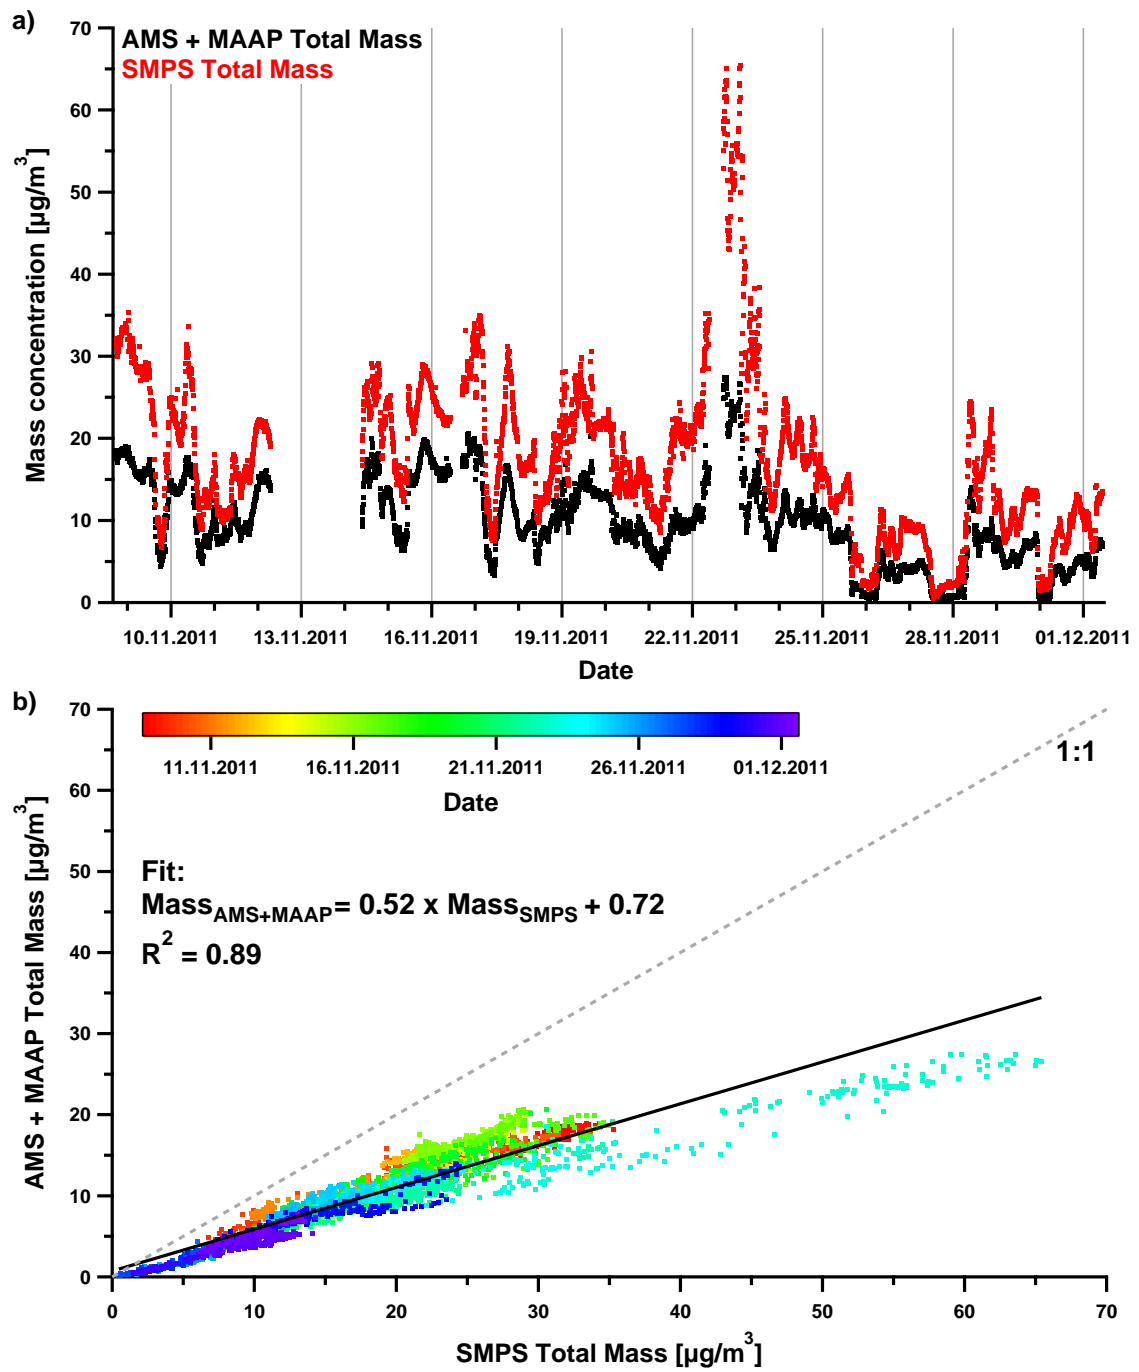 a)
AMS + MAAP Total Mass
SMPS Total Mass
Mass concentration [µg/m³]
70
60
50
40
30
20
10
0
10.11.2011 13.11.2011 16.11.2011 19.11.2011 22.11.2011 25.11.2011 28.11.2011 01.12.2011
Date
b)
AMS + MAAP Total Mass [µg/m³]
70
60
50
40
30
20
10
0
11.11.2011 16.11.2011 21.11.2011 26.11.2011 01.12.2011
Date
1:1
Fit:
Mass_AMS+MAAP = 0.52 x Mass_SMPS + 0.72
R² = 0.89
0 10 20 30 40 50 60 70
SMPS Total Mass [µg/m³]